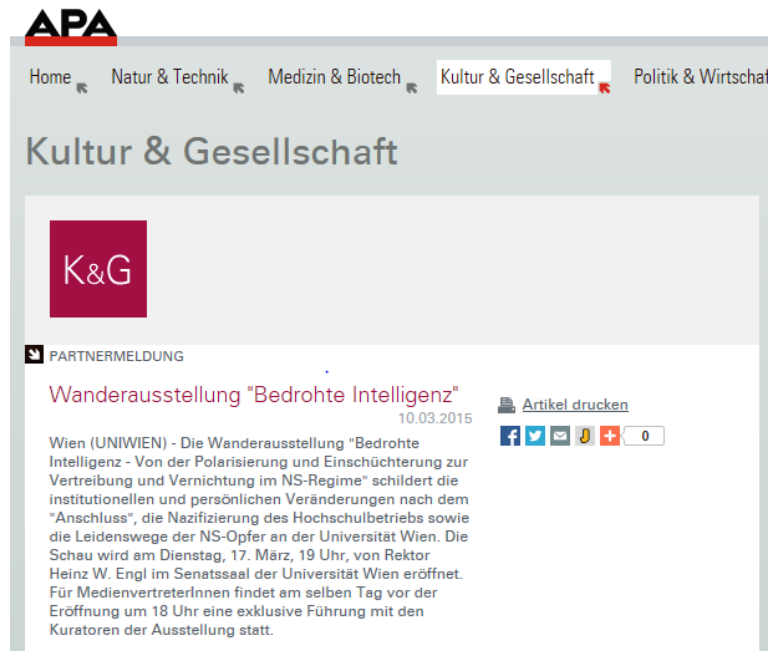 APA
Home Natur & Technik Medizin & Biotech Kultur & Gesellschaft Politik & Wirtschaf
Kultur & Gesellschaft
K&G
PARTNERMELDUNG
Wanderausstellung "Bedrohte Intelligenz"
10.03.2015
Artikel drucken
0
Wien (UNIWIEN) - Die Wanderausstellung "Bedrohte
Intelligenz - Von der Polarisierung und Einschüchterung zur
Vertreibung und Vernichtung im NS-Regime" schildert die
institutionellen und persönlichen Veränderungen nach dem
"Anschluss", die Nazifizierung des Hochschulbetriebs sowie
die Leidenswege der NS-Opfer an der Universität Wien. Die
Schau wird am Dienstag, 17. März, 19 Uhr, von Rektor
Heinz W. Engl im Senatssaal der Universität Wien eröffnet.
Für MedienvertreterInnen findet am selben Tag vor der
Eröffnung um 18 Uhr eine exklusive Führung mit den
Kuratoren der Ausstellung statt.